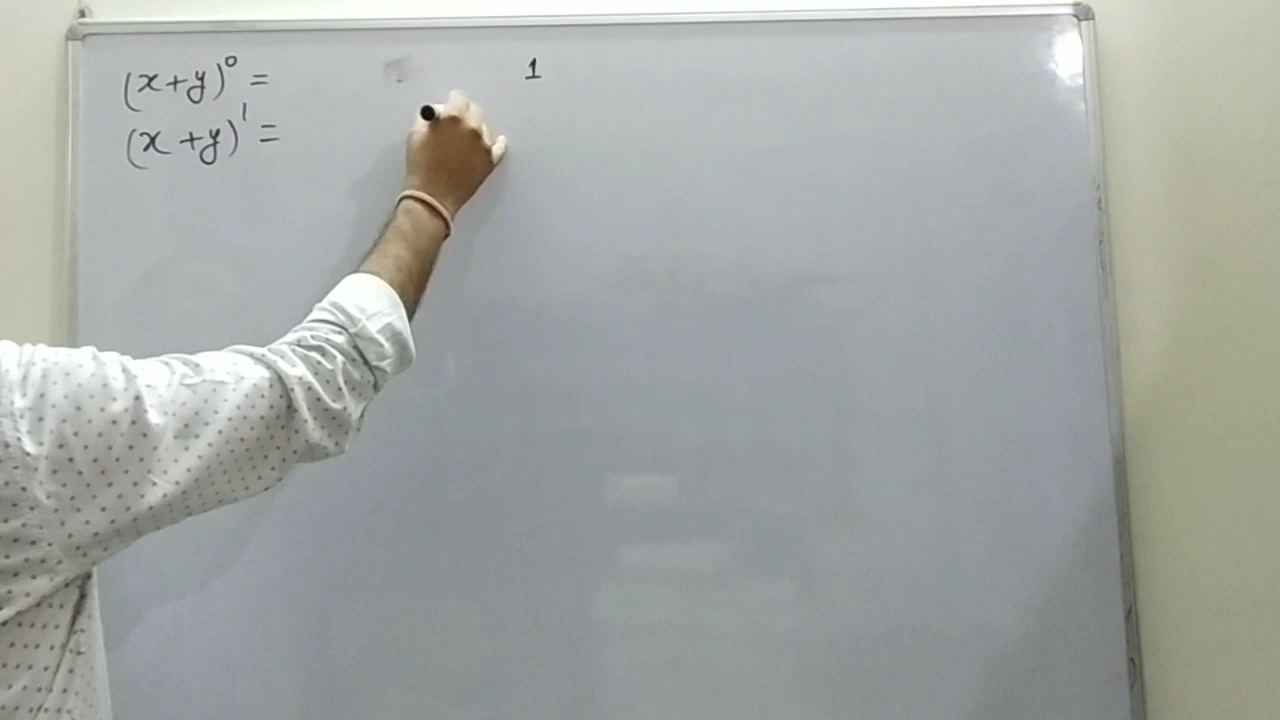 (x+y)⁰ = 1
(x+y)¹ =